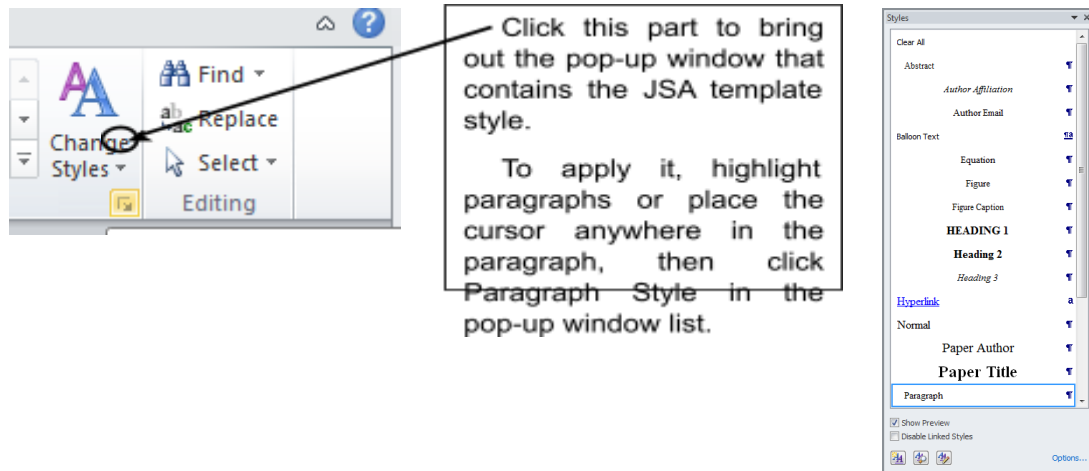 Find
ab ac Replace
Change
Styles
Select
Editing
Click this part to bring
out the pop-up window that
contains the JSA template
style.
To apply it, highlight
paragraphs or place the
cursor anywhere in the
paragraph, then click
Paragraph Style in the
pop-up window list.
Styles
Clear All
Abstract
Author Affiliation
Author Email
Balloon Text
Equation
Figure
Figure Caption
HEADING 1
Heading 2
Heading 3
Hyperlink
Normal
Paper Author
Paper Title
Paragraph
Show Preview
Disable Linked Styles
Options...